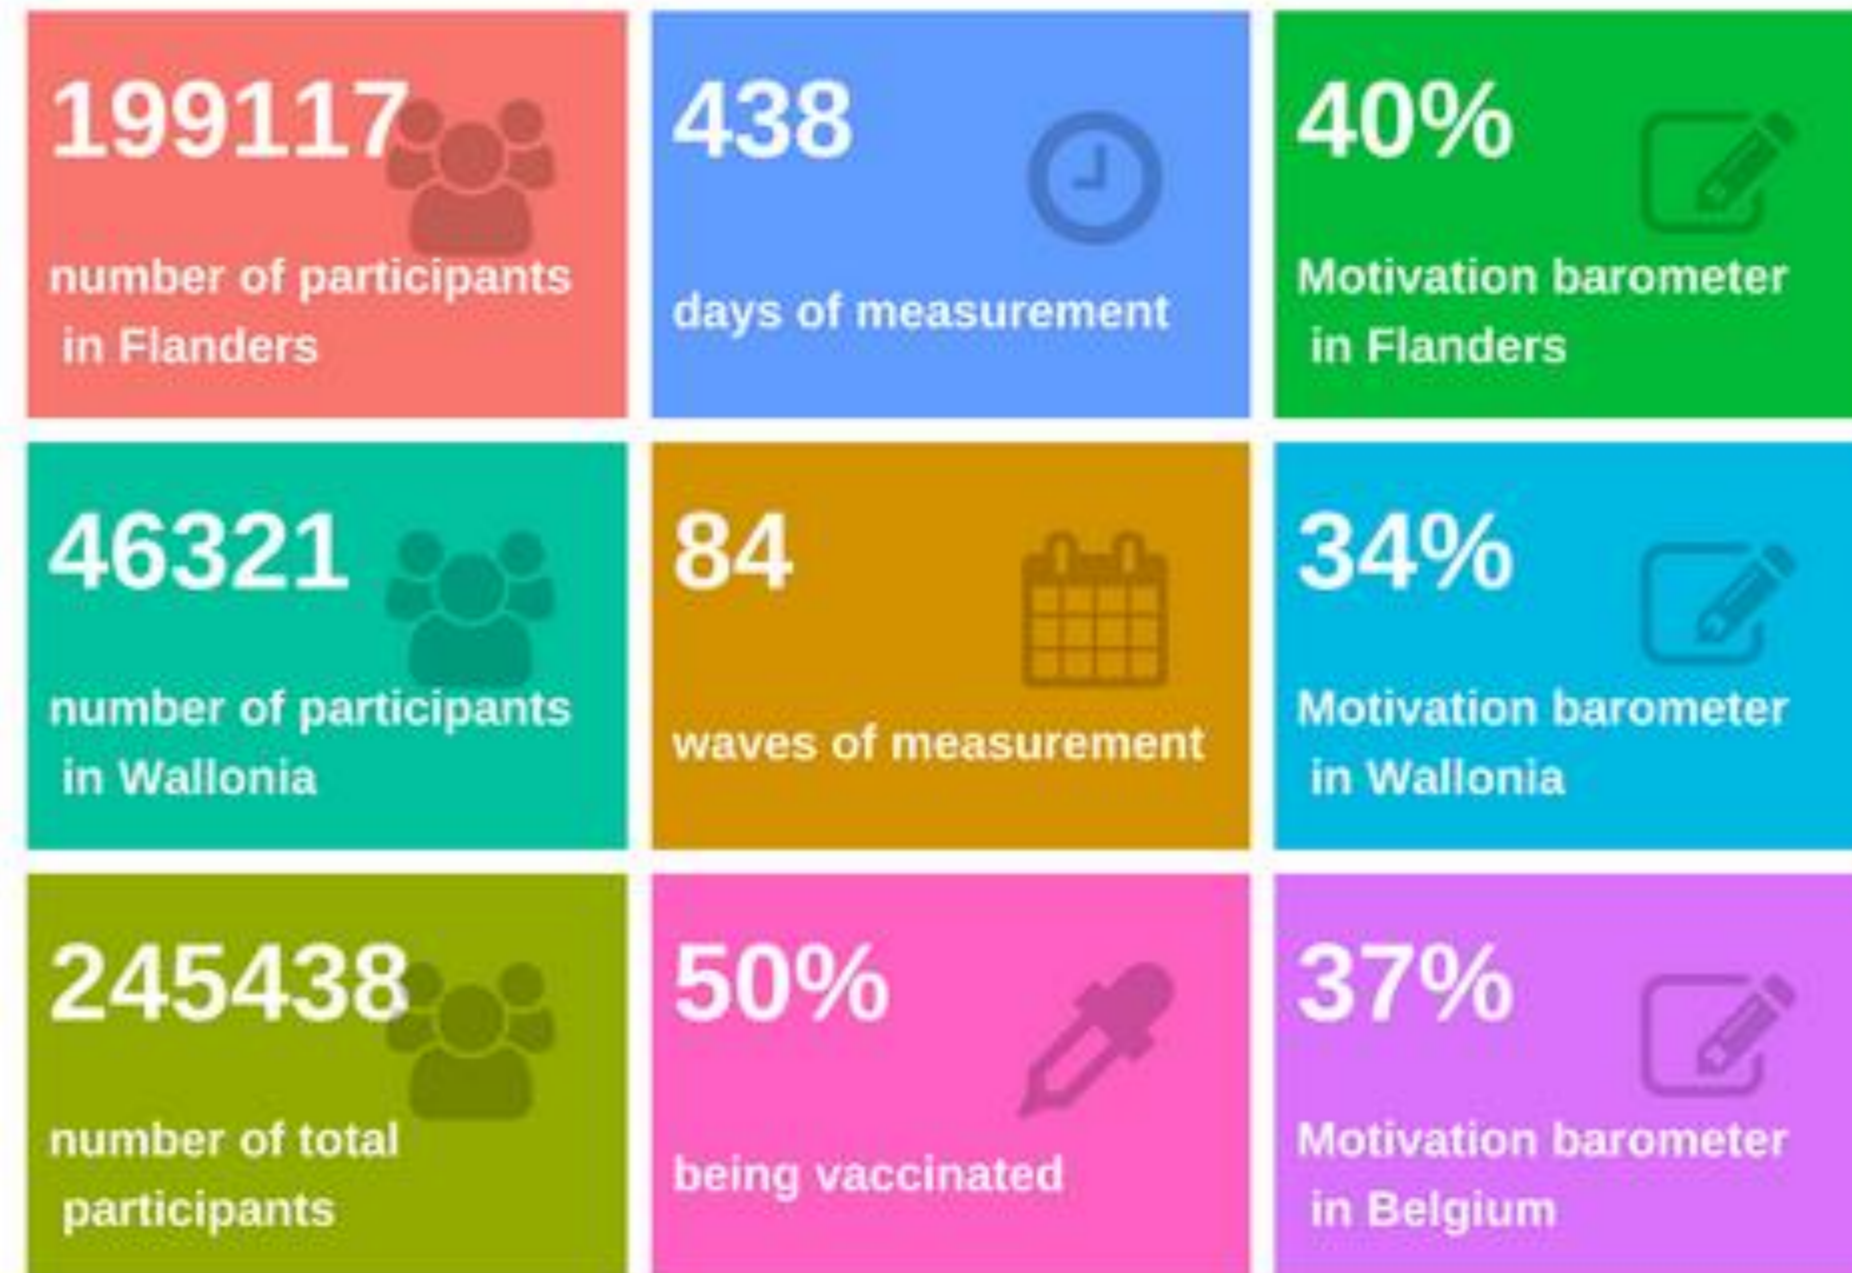 199117
number of participants
in Flanders
438
days of measurement
40%
Motivation barometer
in Flanders
46321
number of participants
in Wallonia
84
waves of measurement
34%
Motivation barometer
in Wallonia
245438
number of total
participants
50%
being vaccinated
37%
Motivation barometer
in Belgium